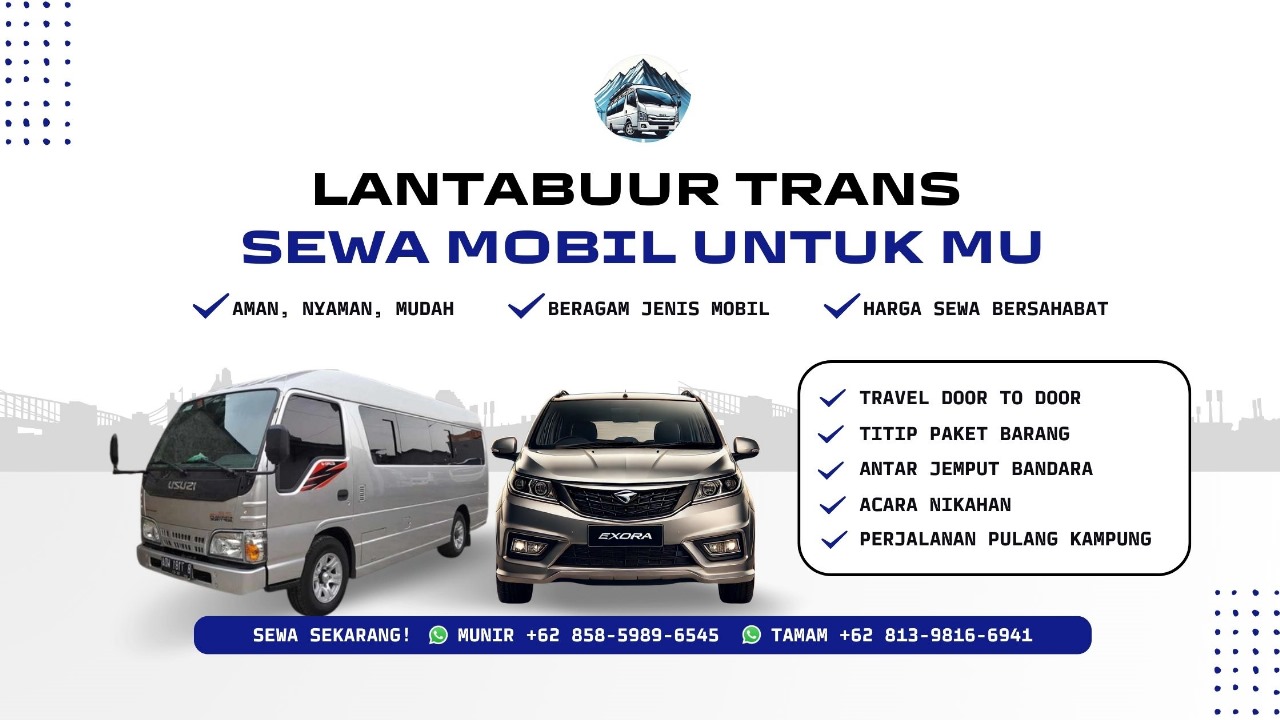 LANTABUUR TRANS
SEWA MOBIL UNTUK MU
AMAN, NYAMAN, MUDAH
BERAGAM JENIS MOBIL
HARGA SEWA BERSAHABAT
ISUZU
EXORA
TRAVEL DOOR TO DOOR
TITIP PAKET BARANG
ANTAR JEMPUT BANDARA
ACARA NIKAHAN
PERJALANAN PULANG KAMPUNG
SEWA SEKARANG! MUNIR +62 858-5989-6545 TAMAM +62 813-9816-6941